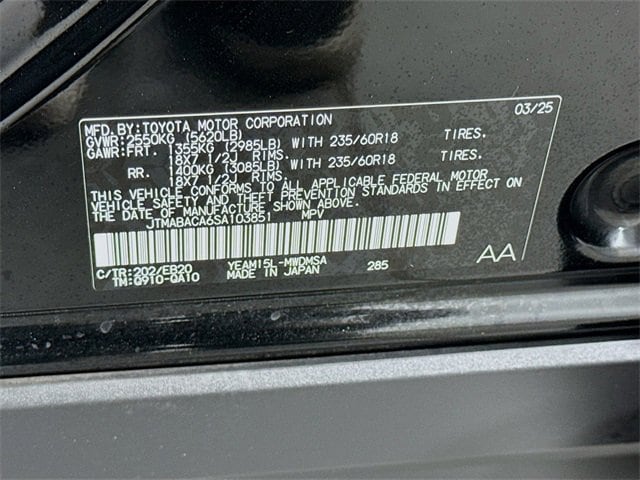 MFD.BY:TOYOTA MOTOR CORPORATION 03/25
GVWR:2550KG (5620LB)
GAWR:FRT. 1355KG (2985LB) WITH 235/60R18 TIRES.
18X7 1/2J RIMS.
RR. 1400KG (3085LB) WITH 235/60R18 TIRES.
18X7 1/2J RIMS.
THIS VEHICLE CONFORMS TO ALL APPLICABLE FEDERAL MOTOR
VEHICLE SAFETY AND THEFT PREVENTION STANDARDS IN EFFECT
ON THE DATE OF MANUFACTURE SHOWN ABOVE.
JTMABACA6SA103851 MPV
AA
C/TR:202/EB20 YEAM15L-MWDMSA 285
TM:Q910-QA10 MADE IN JAPAN